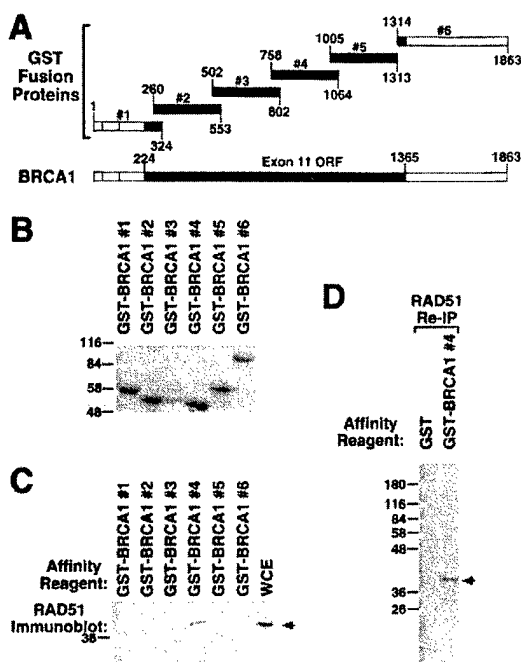 A
GST
Fusion
Proteins
1
#1
324
260
#2
553
502
#3
802
758
#4
1064
1005
#5
1313
1314
#6
1863
BRCA1
224
Exon 11 ORF
1365
1863
B
GST-BRCA1 #1
GST-BRCA1 #2
GST-BRCA1 #3
GST-BRCA1 #4
GST-BRCA1 #5
GST-BRCA1 #6
116
84
58
48
C
Affinity
Reagent:
GST-BRCA1 #1
GST-BRCA1 #2
GST-BRCA1 #3
GST-BRCA1 #4
GST-BRCA1 #5
GST-BRCA1 #6
WCE
RAD51
Immunoblot:
36
D
RAD51
Re-IP
Affinity
Reagent:
GST
GST-BRCA1 #4
180
116
84
58
48
36
26